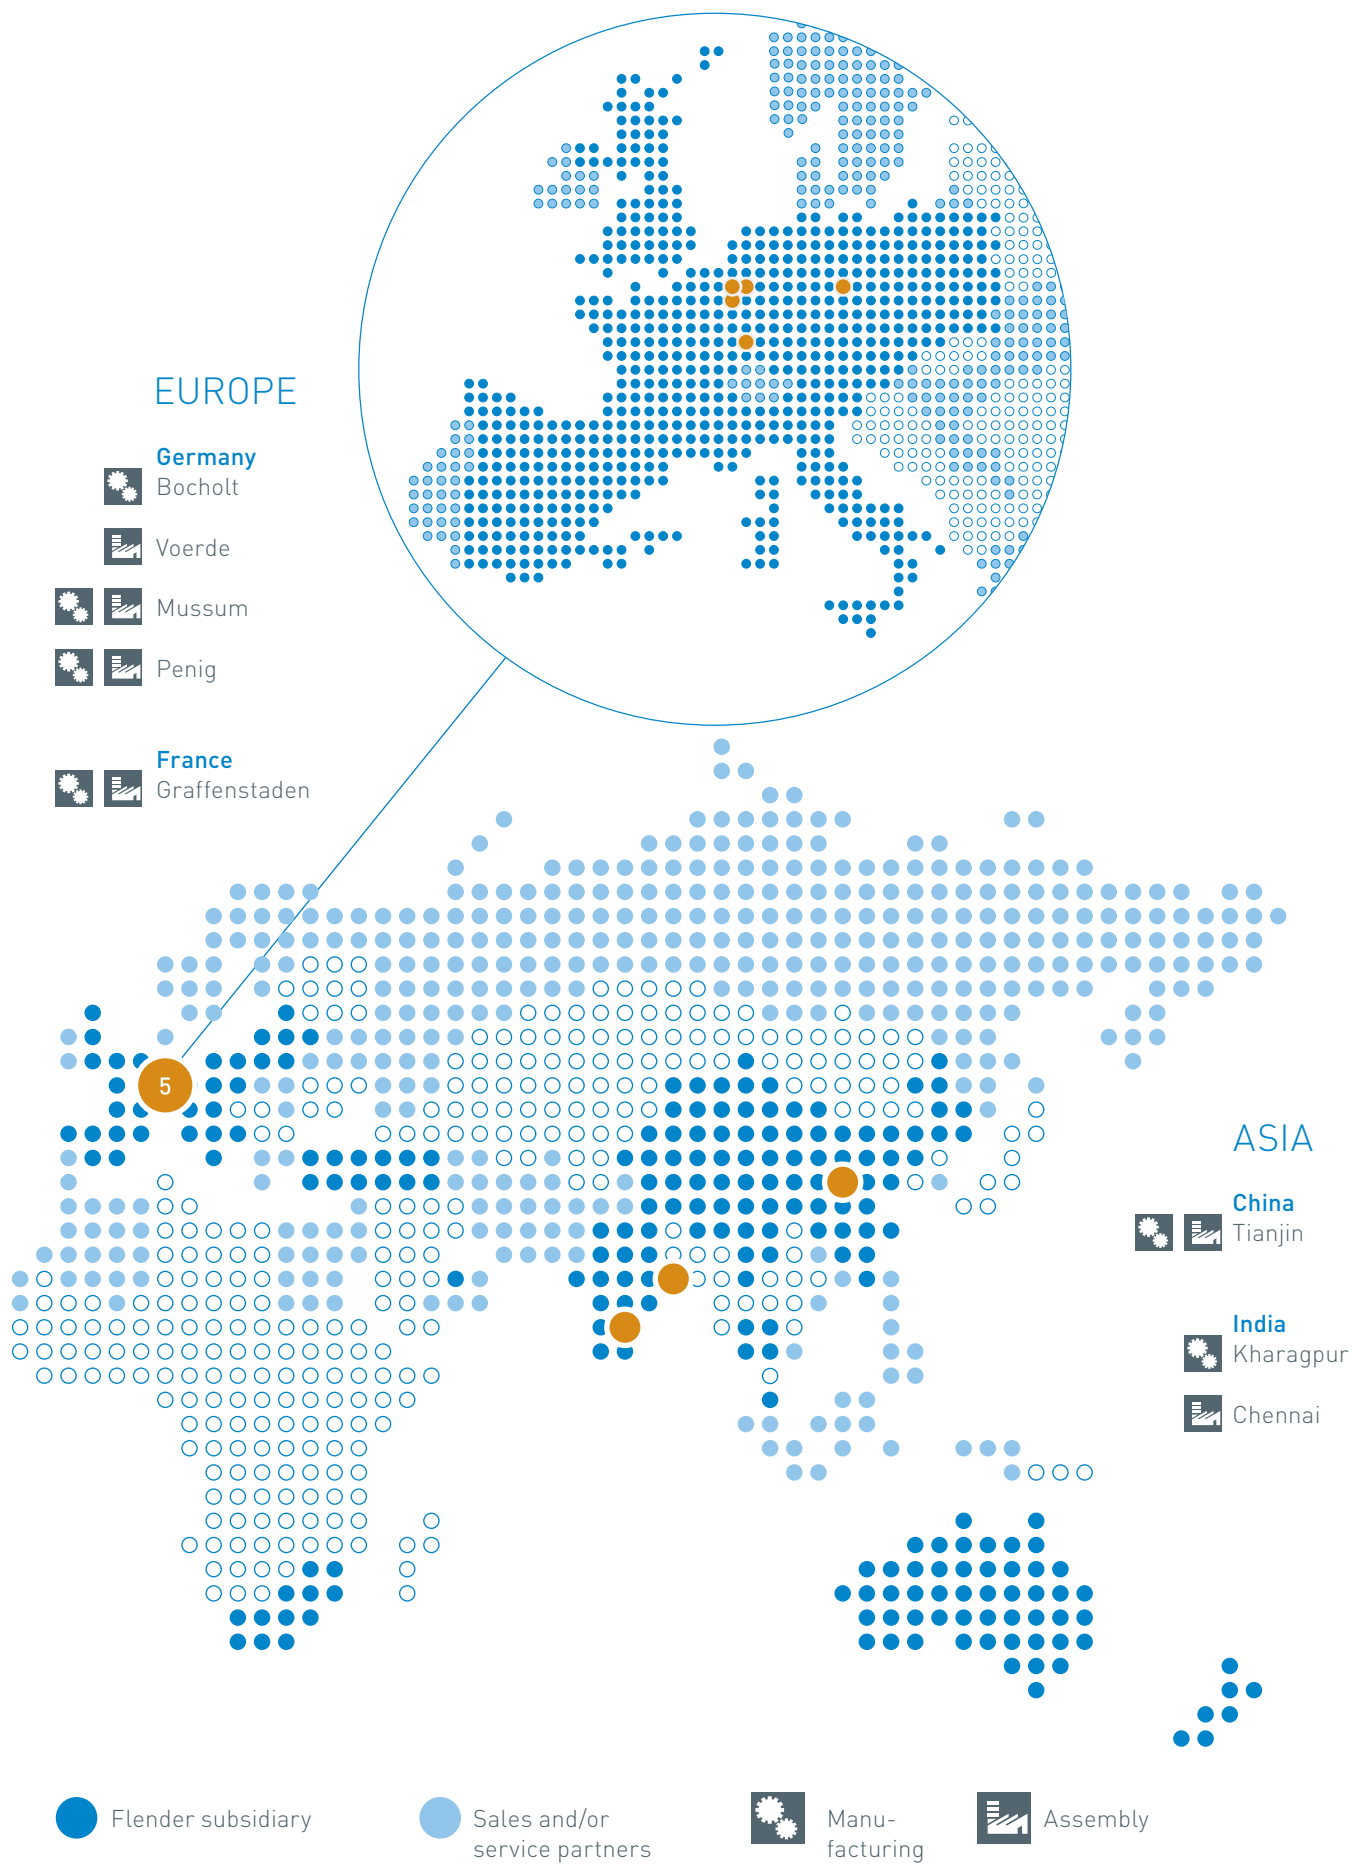 EUROPE
Germany
Bocholt
Voerde
Mussum
Penig
France
Graffenstaden
5
ASIA
China
Tianjin
India
Kharagpur
Chennai
Flender subsidiary
Sales and/or
service partners
Manu-
facturing
Assembly